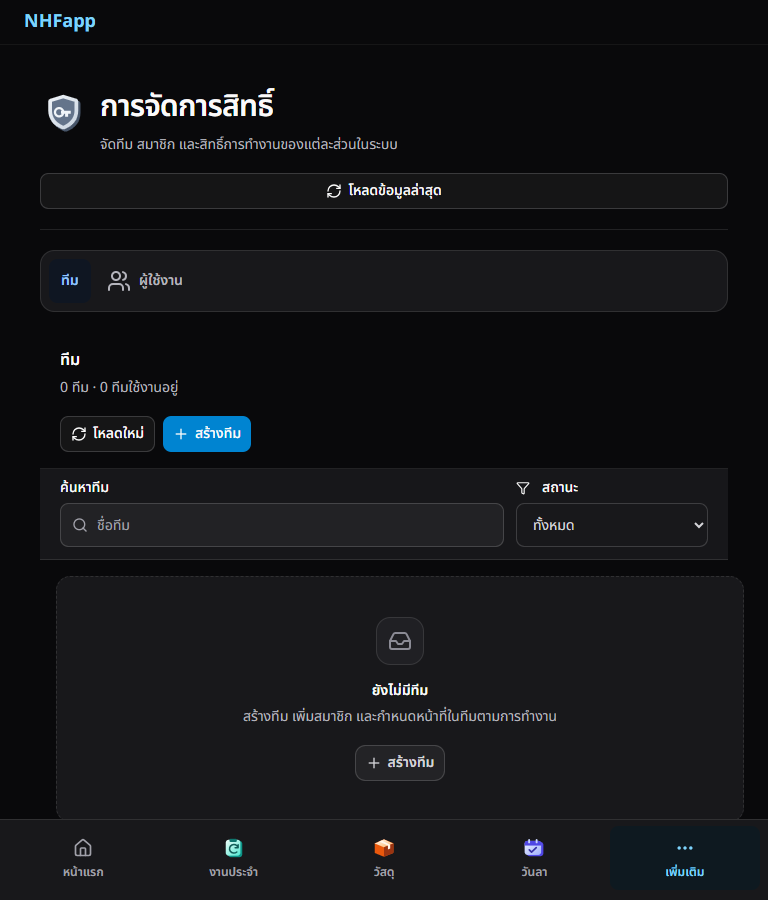 NHFapp
การจัดการสิทธิ์
จัดทีม สมาชิก และสิทธิ์การทำงานของแต่ละส่วนในระบบ
โหลดข้อมูลล่าสุด
ทีม ผู้ใช้งาน
ทีม
0 ทีม · 0 ทีมใช้งานอยู่
โหลดใหม่ สร้างทีม
ค้นหาทีม สถานะ
ชื่อทีม ทั้งหมด
ยังไม่มีทีม
สร้างทีม เพิ่มสมาชิก และกำหนดหน้าที่ในทีมตามการทำงาน
สร้างทีม
หน้าแรก งานประจำ วัสดุ วันลา เพิ่มเติม